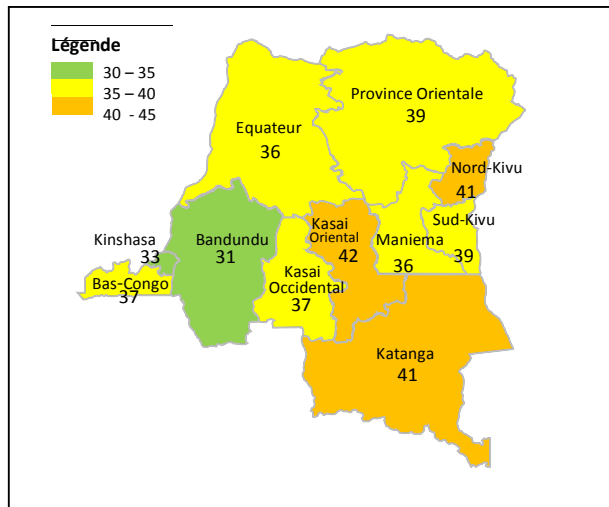 Légende
30 – 35
35 – 40
40 - 45
Province Orientale
39
Equateur
36
Nord-Kivu
41
Kasai
Oriental
42
Sud-Kivu
39
Maniema
36
Kinshasa
33
Bandundu
31
Kasai
Occidental
37
Bas-Congo
37
Katanga
41